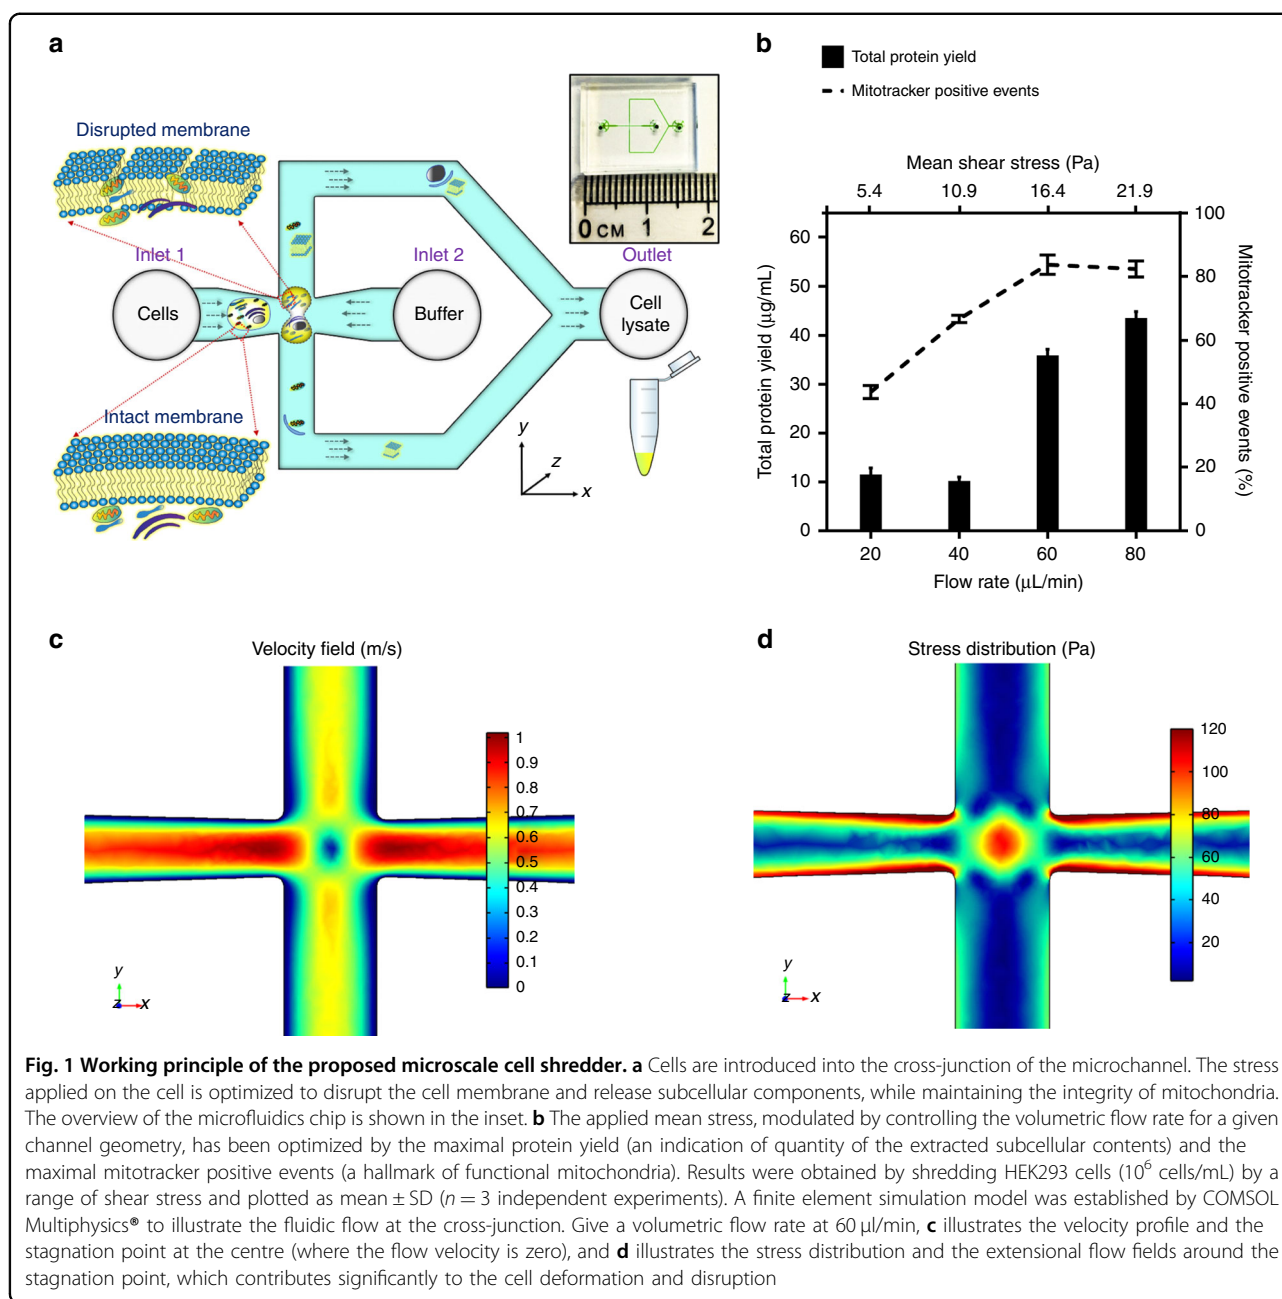 a
Disrupted membrane
Inlet 1
Inlet 2
Outlet
Cells
Buffer
Cell
lysate
Intact membrane
y
z
x
0 CM 1 2
b
Total protein yield
Mitotracker positive events
Mean shear stress (Pa)
5.4 10.9 16.4 21.9
Total protein yield (µg/mL)
60
50
40
30
20
10
0
Mitotracker positive events (%)
100
80
60
40
20
0
20 40 60 80
Flow rate (µL/min)
c
Velocity field (m/s)
1
0.9
0.8
0.7
0.6
0.5
0.4
0.3
0.2
0.1
0
y
z x
d
Stress distribution (Pa)
120
100
80
60
40
20
y
z x
Fig. 1 Working principle of the proposed microscale cell shredder. a Cells are introduced into the cross-junction of the microchannel. The stress
applied on the cell is optimized to disrupt the cell membrane and release subcellular components, while maintaining the integrity of mitochondria.
The overview of the microfluidics chip is shown in the inset. b The applied mean stress, modulated by controlling the volumetric flow rate for a given
channel geometry, has been optimized by the maximal protein yield (an indication of quantity of the extracted subcellular contents) and the
maximal mitotracker positive events (a hallmark of functional mitochondria). Results were obtained by shredding HEK293 cells (10⁶ cells/mL) by a
range of shear stress and plotted as mean ± SD (n = 3 independent experiments). A finite element simulation model was established by COMSOL
Multiphysics® to illustrate the fluidic flow at the cross-junction. Give a volumetric flow rate at 60 µl/min, c illustrates the velocity profile and the
stagnation point at the centre (where the flow velocity is zero), and d illustrates the stress distribution and the extensional flow fields around the
stagnation point, which contributes significantly to the cell deformation and disruption